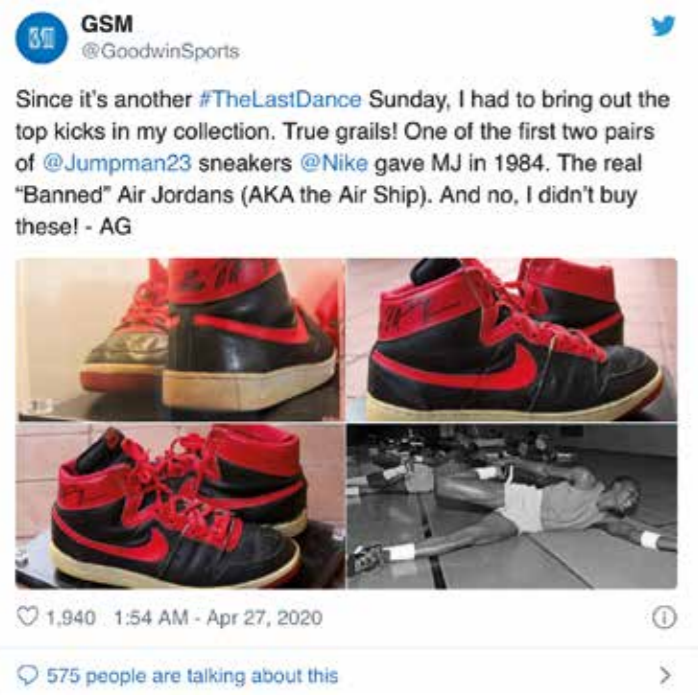 GSM
@GoodwinSports
Since it's another #TheLastDance Sunday, I had to bring out the
top kicks in my collection. True grails! One of the first two pairs
of @Jumpman23 sneakers @Nike gave MJ in 1984. The real
“Banned” Air Jordans (AKA the Air Ship). And no, I didn't buy
these! - AG
1,940 1:54 AM - Apr 27, 2020
575 people are talking about this